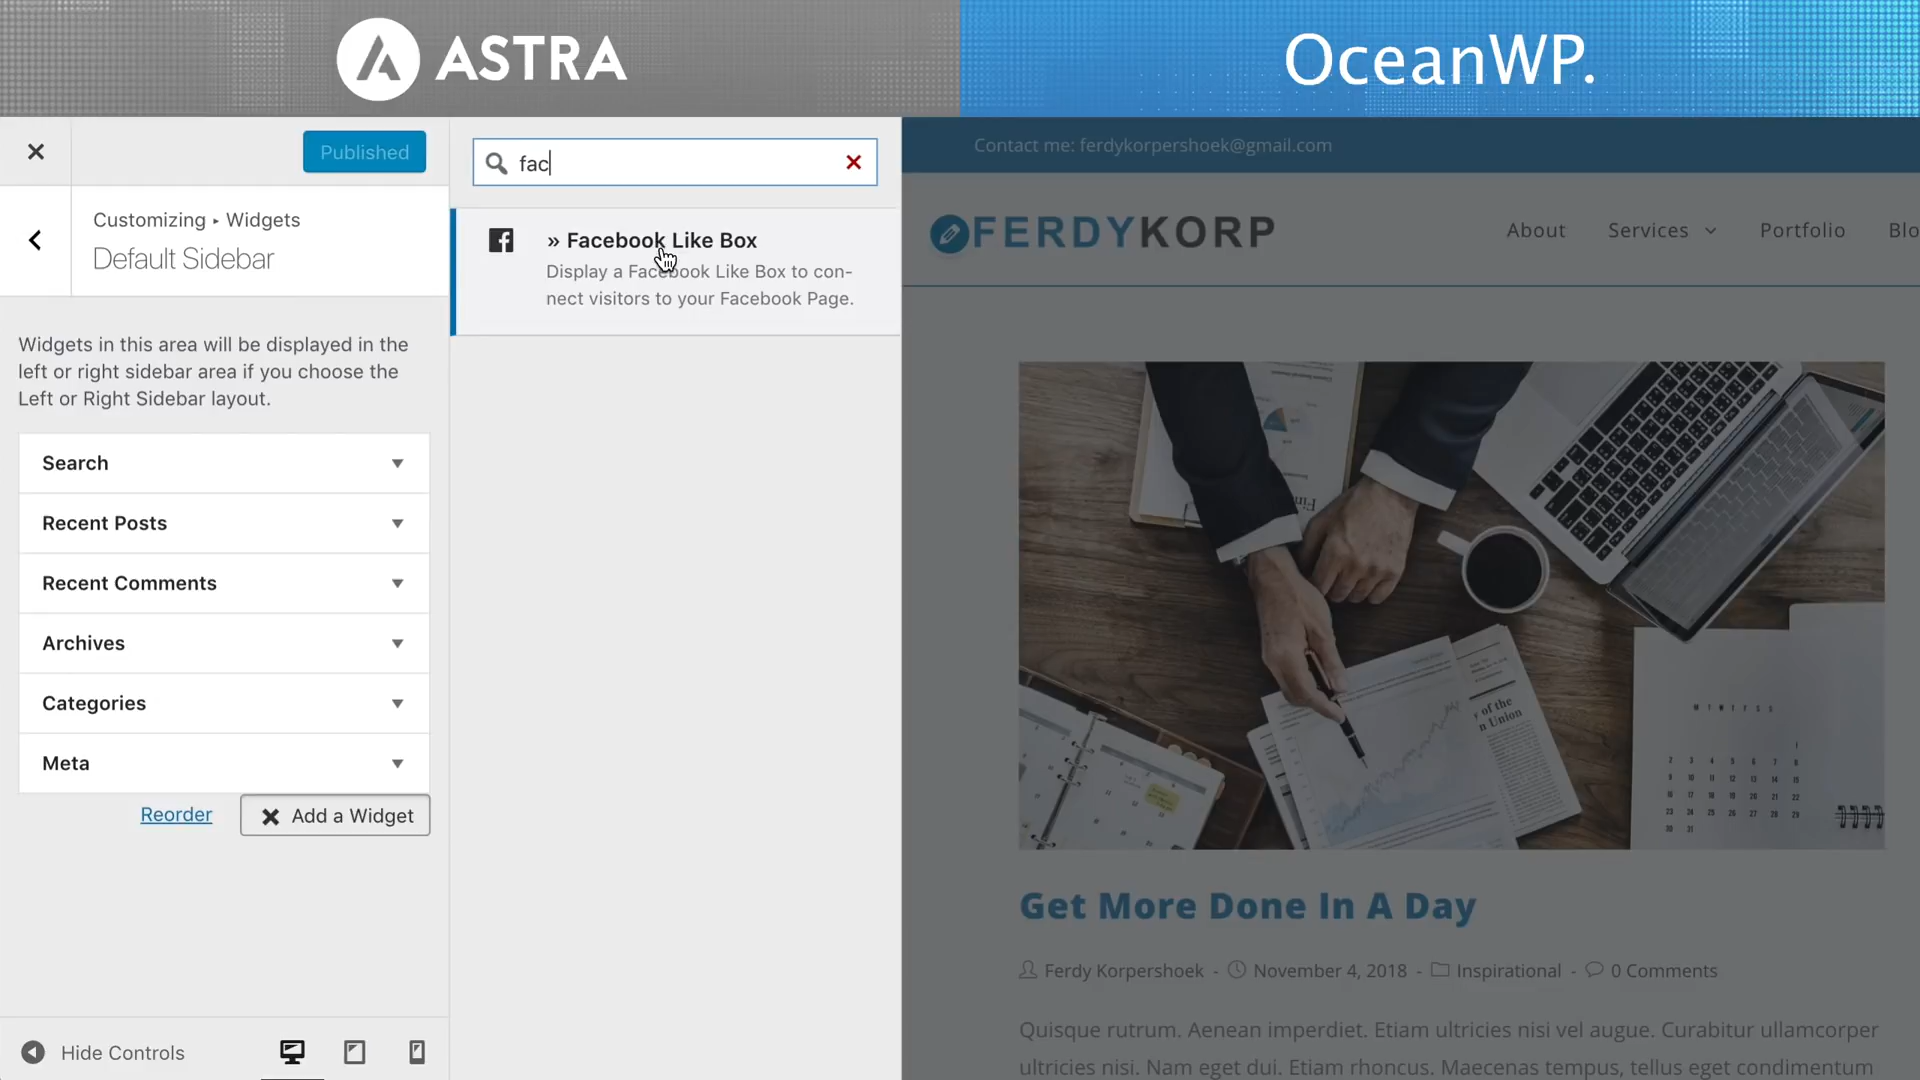 ASTRA
OceanWP.
Published
fac
Contact me: ferdykorpershoek@gmail.com
Customizing ▸ Widgets
Default Sidebar
» Facebook Like Box
Display a Facebook Like Box to con-
nect visitors to your Facebook Page.
FERDYKORP
About
Services
Portfolio
Blo
Widgets in this area will be displayed in the
left or right sidebar area if you choose the
Left or Right Sidebar layout.
Search
Recent Posts
Recent Comments
Archives
Categories
Meta
Reorder
Add a Widget
y of the
n Union
Get More Done In A Day
Ferdy Korpershoek - November 4, 2018 - Inspirational - 0 Comments
Quisque rutrum. Aenean imperdiet. Etiam ultricies nisi vel augue. Curabitur ullamcorper
ultricies nisi. Nam eget dui. Etiam rhoncus. Maecenas tempus, tellus eget condimentum
Hide Controls